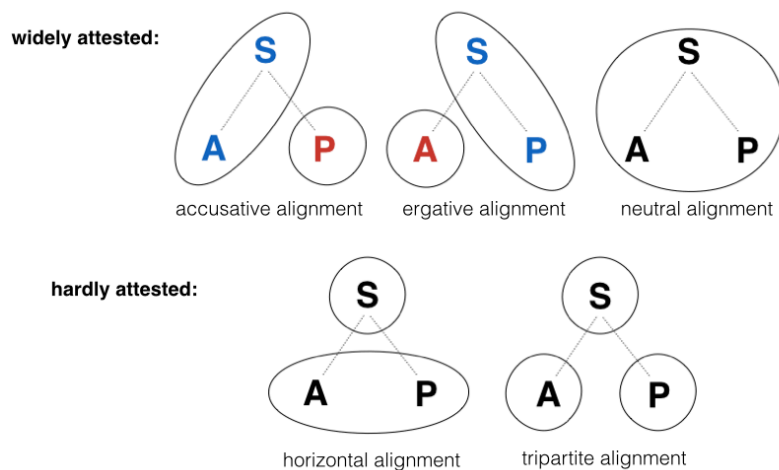 widely attested:
S S S
A P A P A P
accusative alignment ergative alignment neutral alignment
hardly attested:
S S
A P A P
horizontal alignment tripartite alignment